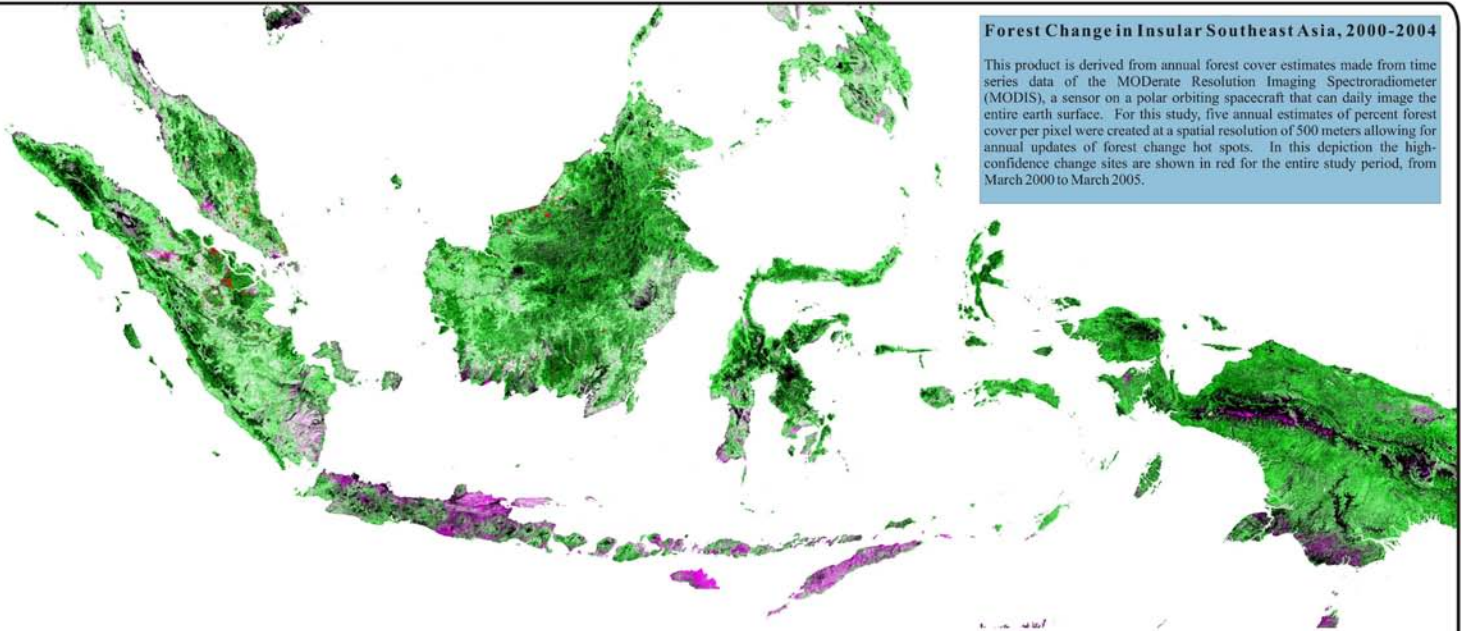 Forest Change in Insular Southeast Asia, 2000-2004
This product is derived from annual forest cover estimates made from time
series data of the MODerate Resolution Imaging Spectroradiometer
(MODIS), a sensor on a polar orbiting spacecraft that can daily image the
entire earth surface. For this study, five annual estimates of percent forest
cover per pixel were created at a spatial resolution of 500 meters allowing for
annual updates of forest change hot spots. In this depiction the high-
confidence change sites are shown in red for the entire study period, from
March 2000 to March 2005.